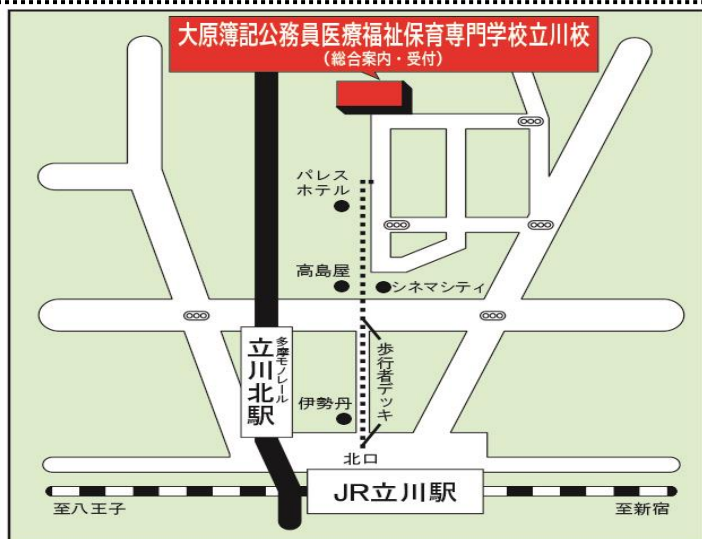 大原簿記公務員医療福祉保育専門学校立川校
（総合案内・受付）
パレス
ホテル
高島屋
シネマシティ
多摩モノレール
立川北駅
歩行者デッキ
伊勢丹
北口
JR立川駅
至八王子
至新宿